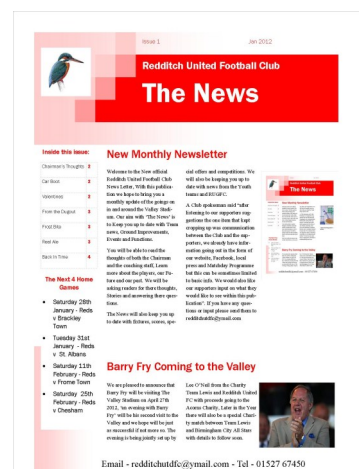 Issue 1
Jan 2012
Redditch United Football Club
The News
Inside this issue:
Chairman's Thoughts 2
Car Boot 2
Valentines 2
From the Dugout 3
Frost Bite 3
Real Ale 3
Back in Time 4
The Next 4 Home
Games
• Saturday 28th
January - Reds
v Brackley
Town
• Tuesday 31st
January - Reds
v St. Albans
• Saturday 11th
February - Reds
v Frome Town
• Saturday 25th
February - Reds
v Chesham
New Monthly Newsletter
Welcome to the New official
Redditch United Football Club
News Letter, With this publica-
tion we hope to bring you a
monthly update of the goings on
in and around the Valley Stadi-
um. Our aim with 'The News' is
to Keep you up to date with Team
news, Ground Improvements,
Events and Functions.
You will be able to read the
thoughts of both the Chairman
and the coaching staff, Learn
more about the players, our Fu-
ture and our past. We will be
asking readers for there thoughts,
Stories and answering there ques-
tions.
The News will also keep you up
to date with fixtures, scores, spe-
cial offers and competitions. We
will also be keeping you up to
date with news from the Youth
teams and RUGFC.
A Club spokesman said "after
listening to our supporters sug-
gestions the one thing that kept
cropping up was communication
between the Club and the sup-
porters, we already have infor-
mation going out in the form of
our website, Facebook, local
press and Matchday Programme
but this can be sometimes limited
to basic info. We would also like
our supporters input on what they
would like to see within this pub-
lication". If you have any ques-
tions or input please send them to
redditchutdfc@ymail.com
Barry Fry Coming to the Valley
We are pleased to announce that
Barry Fry will be visiting The
Valley Stadium on April 27th
2012, 'an evening with Barry
Fry' will be his second visit to the
Valley and we hope will be just
as successful if not more so. The
evening is being jointly set up by
Lee O'Neil from the Charity
Team Lewis and Redditch United
FC with proceeds going to the
Acorns Charity, Later in the Year
there will also be a special Chari-
ty match between Team Lewis
and Birmingham City All Stars
with details to follow soon.
Email - redditchutdfc@ymail.com - Tel - 01527 67450